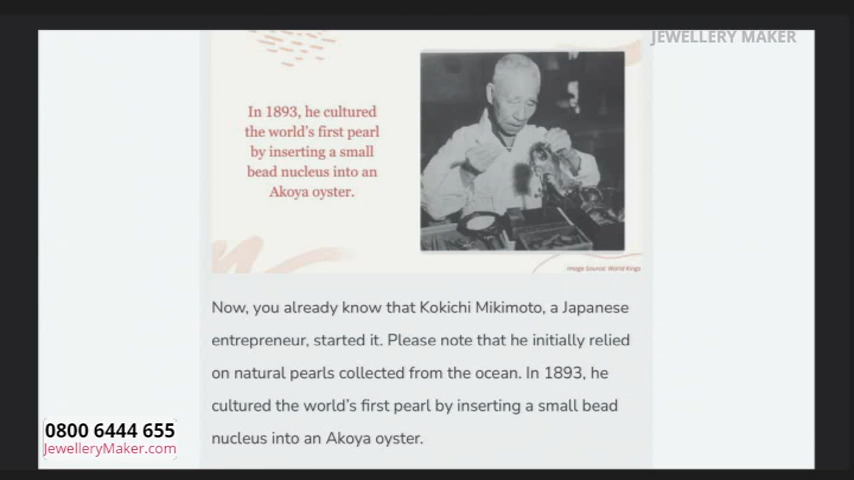 JEWELLERY MAKER
In 1893, he cultured
the world's first pearl
by inserting a small
bead nucleus into an
Akoya oyster.
Image Source: World Kings
Now, you already know that Kokichi Mikimoto, a Japanese
entrepreneur, started it. Please note that he initially relied
on natural pearls collected from the ocean. In 1893, he
cultured the world's first pearl by inserting a small bead
nucleus into an Akoya oyster.
0800 6444 655
JewelleryMaker.com